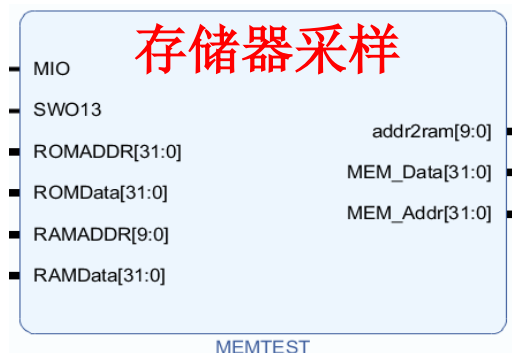 存储器采样
MIO
SWO13
ROMADDR[31:0]
ROMData[31:0]
RAMADDR[9:0]
RAMData[31:0]
addr2ram[9:0]
MEM_Data[31:0]
MEM_Addr[31:0]
MEMTEST